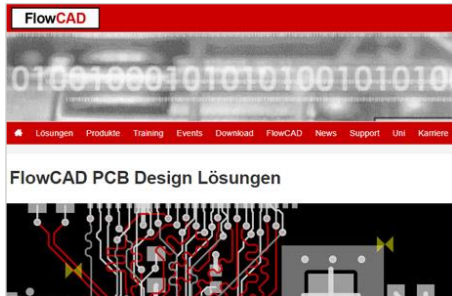 FlowCAD
01001000101010100101010
Lösungen Produkte Training Events Download FlowCAD News Support Uni Karriere
FlowCAD PCB Design Lösungen